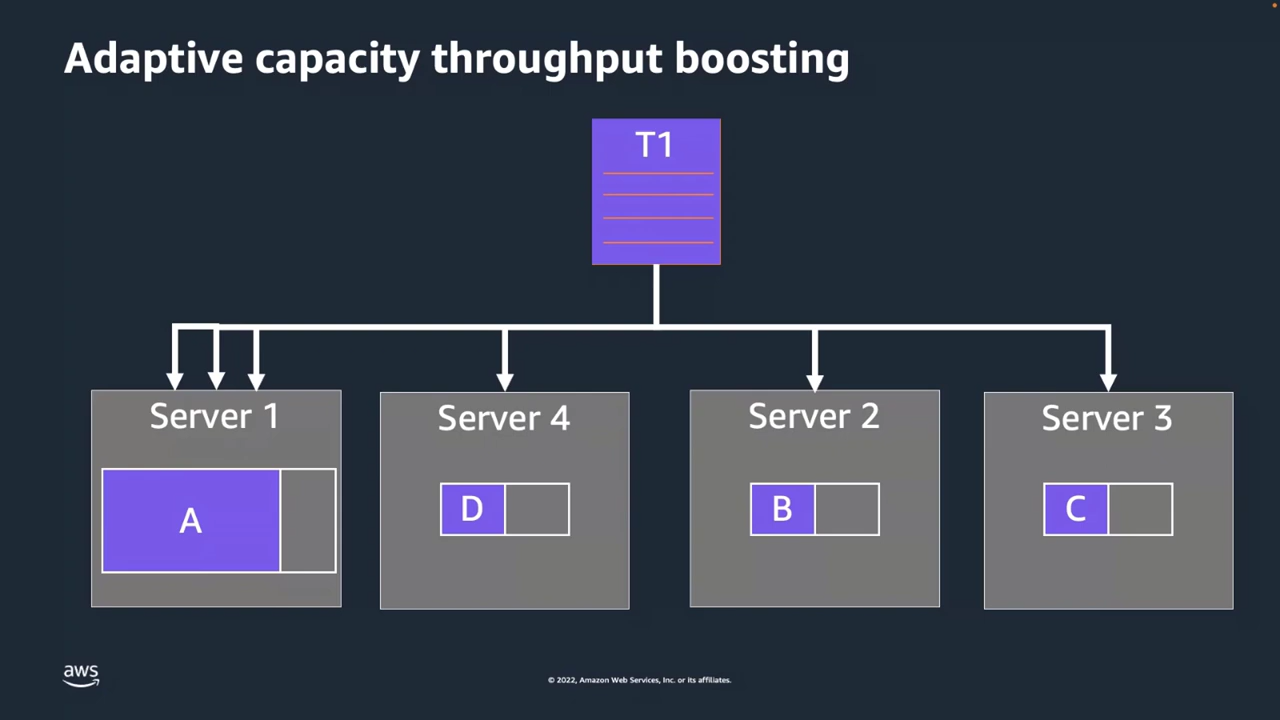 Adaptive capacity throughput boosting
T1
Server 1
Server 4
Server 2
Server 3
A
D
B
C
aws
© 2022, Amazon Web Services, Inc. or its affiliates.